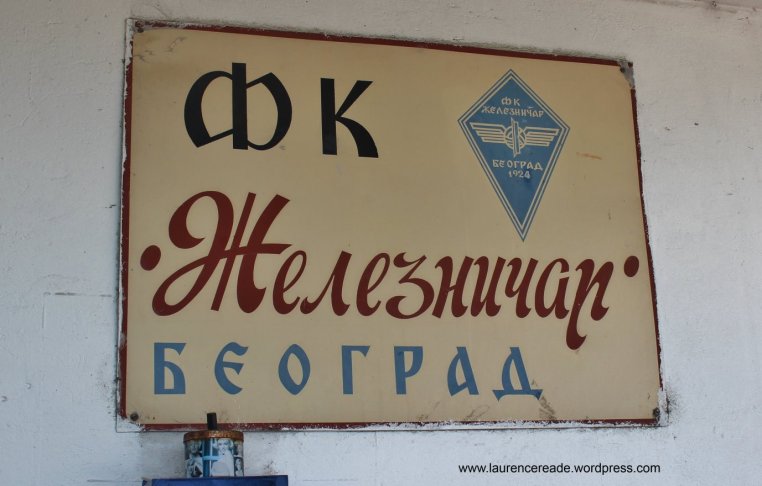 ФК
ФК
ЖЕЛЕЗНИЧАР
БЕОГРАД
1924
Железничар
БЕОГРАД
www.laurencereade.wordpress.com